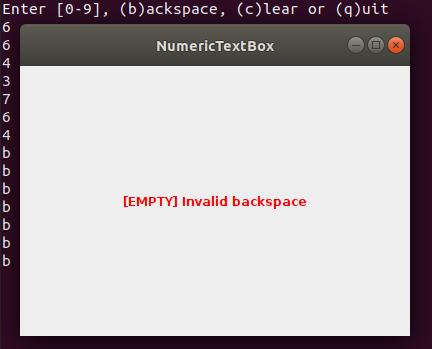 Enter [0-9], (b)ackspace, (c)lear or (q)uit
6
6
4
3
7
6
4
b
b
b
b
b
b
b
NumericTextBox
[EMPTY] Invalid backspace